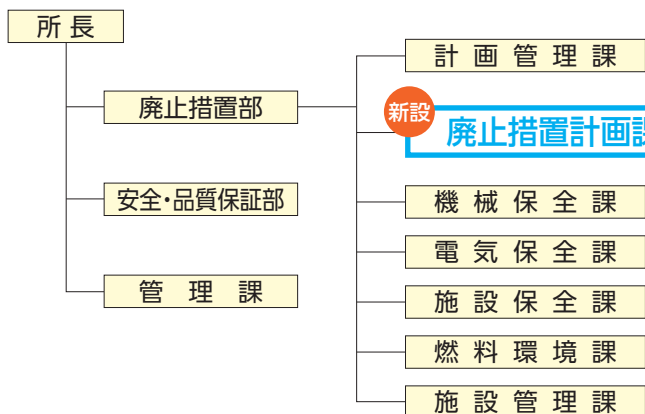 所長
廃止措置部
安全・品質保証部
管理課
計画管理課
新設
廃止措置計画課
機械保全課
電気保全課
施設保全課
燃料環境課
施設管理課